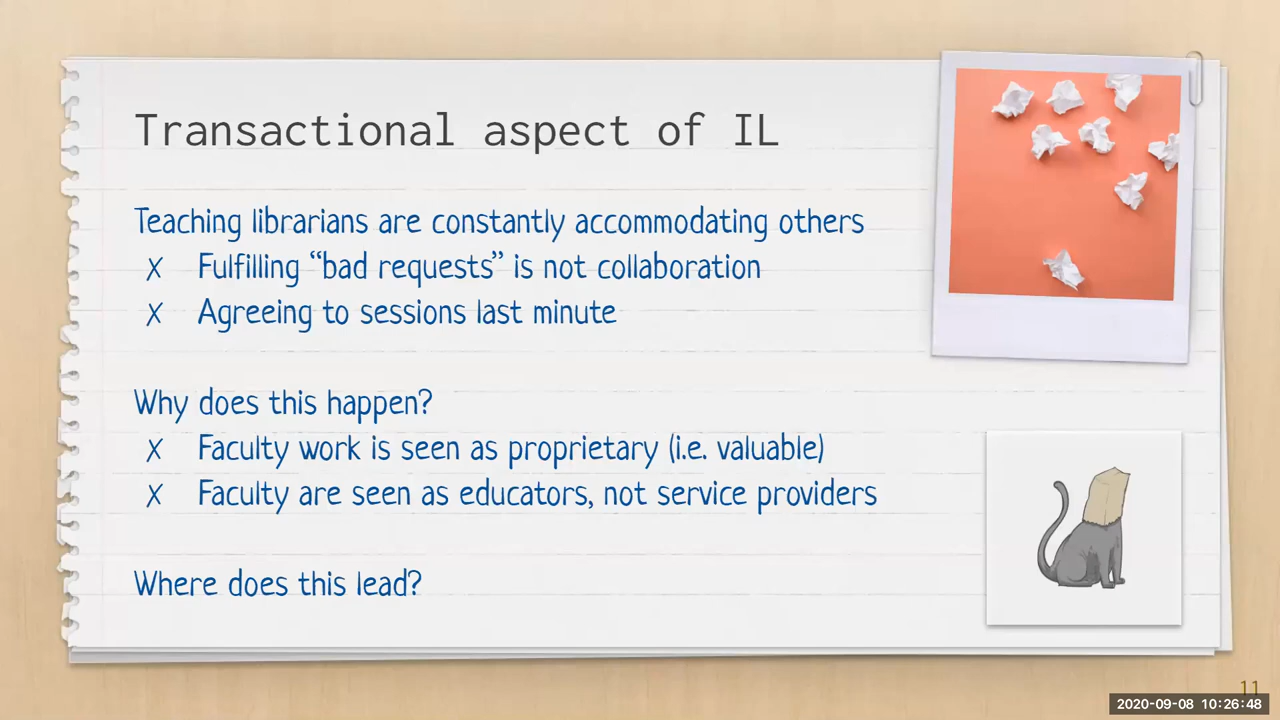 Transactional aspect of IL
Teaching librarians are constantly accommodating others
X Fulfilling “bad requests” is not collaboration
X Agreeing to sessions last minute
Why does this happen?
X Faculty work is seen as proprietary (i.e. valuable)
X Faculty are seen as educators, not service providers
Where does this lead?
11
2020-09-08 10:26:48